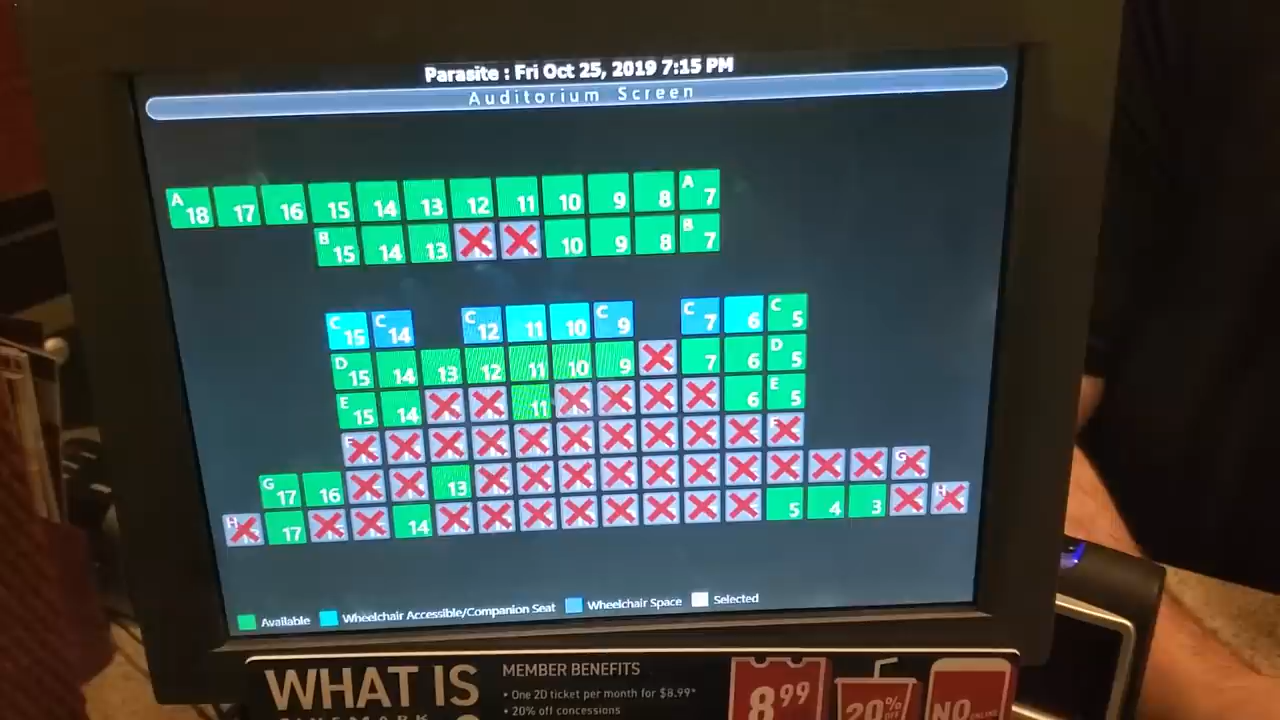 Parasite : Fri Oct 25, 2019 7:15 PM
Auditorium Screen
A 18 17 16 15 14 13 12 11 10 9 8 A 7
B 15 14 13 10 9 8 B 7
C 15 C 14 C 12 11 10 C 9 C 7 6 C 5
D 15 14 13 12 11 10 9 7 6 D 5
E 15 14 11 6 E 5
F F
G 17 16 13 G
H 17 14 5 4 3 H
Available Wheelchair Accessible/Companion Seat Wheelchair Space Selected
WHAT IS
MEMBER BENEFITS
• One 2D ticket per month for $8.99*
• 20% off concessions
8.99
20% OFF
NO